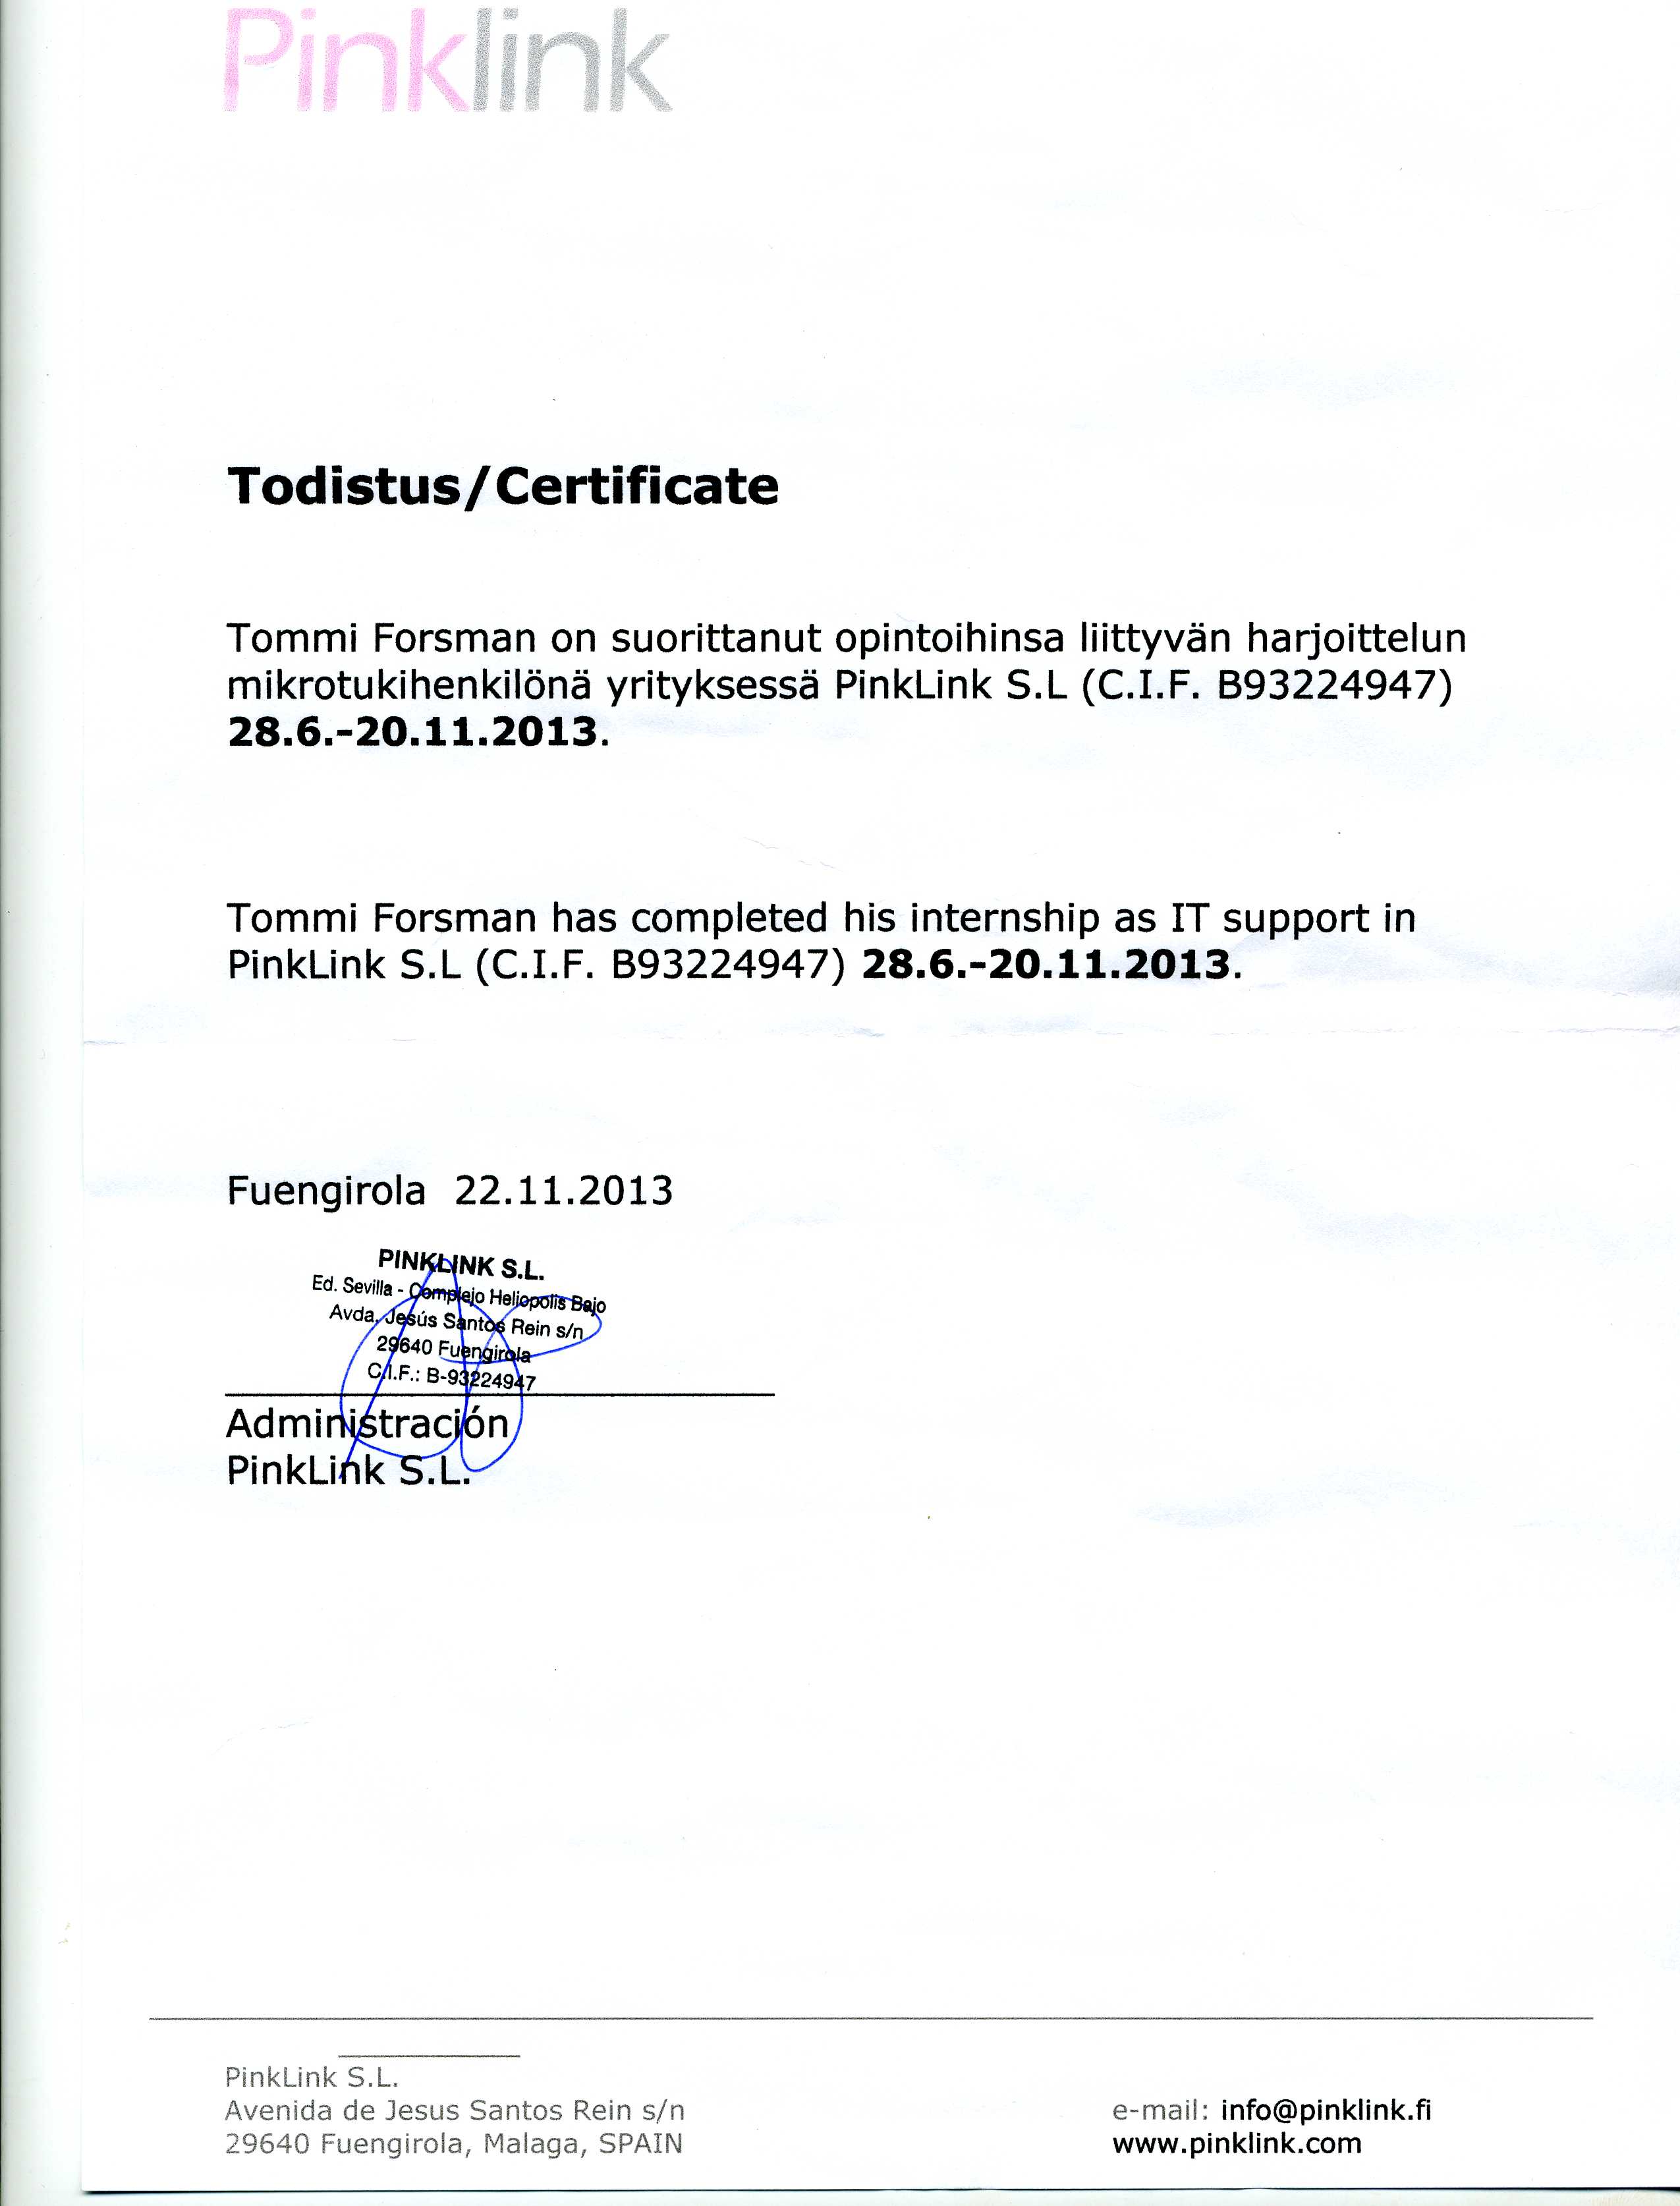 Pinklink
Todistus/Certificate
Tommi Forsman on suorittanut opintoihinsa liittyvän harjoittelun
mikrotukihenkilönä yrityksessä PinkLink S.L (C.I.F. B93224947)
28.6.-20.11.2013.
Tommi Forsman has completed his internship as IT support in
PinkLink S.L (C.I.F. B93224947) 28.6.-20.11.2013.
Fuengirola 22.11.2013
PINKLINK S.L.
Ed. Sevilla - Complejo Heliopolis Bajo
Avda. Jesús Santos Rein s/n
29640 Fuengirola
C.I.F.: B-93224947
Administración
PinkLink S.L.
PinkLink S.L.
Avenida de Jesus Santos Rein s/n
29640 Fuengirola, Malaga, SPAIN
e-mail: info@pinklink.fi
www.pinklink.com